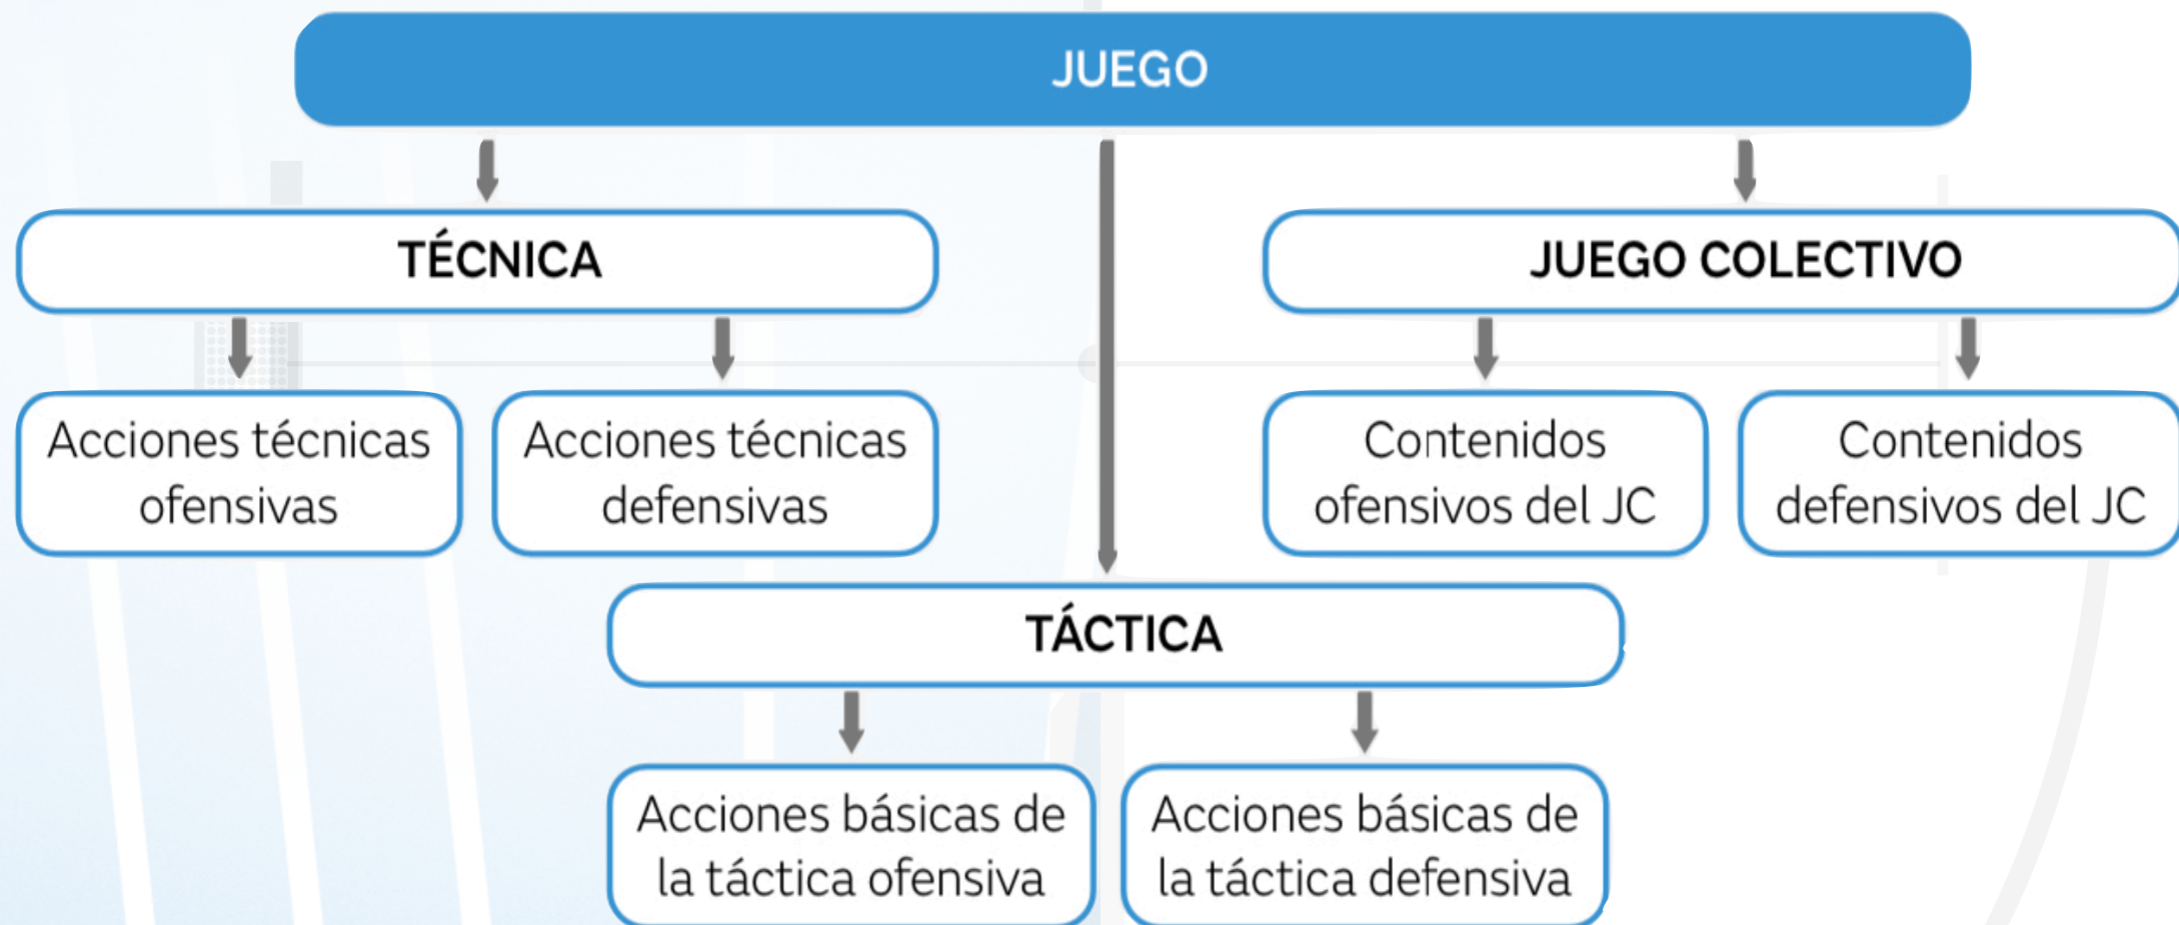 JUEGO
TÉCNICA
JUEGO COLECTIVO
Acciones técnicas
ofensivas
Acciones técnicas
defensivas
Contenidos
ofensivos del JC
Contenidos
defensivos del JC
TÁCTICA
Acciones básicas de
la táctica ofensiva
Acciones básicas de
la táctica defensiva